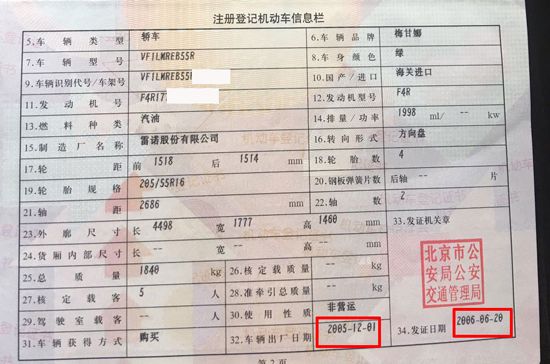 注册登记机动车信息栏
5.车辆类型 轿车 6.车辆品牌 梅甘娜
7.车辆型号 VF1LMREB55R 8.车身颜色 绿
9.车辆识别代号/车架号 VF1LMREB55R 10.国产/进口 海关进口
11.发动机号 F4R177 12.发动机型号 F4R
13.燃料种类 汽油 14.排量/功率 1998 ml/ kw
15.制造厂名称 雷诺股份有限公司 16.转向形式 方向盘
17.轮距 前 1518 后 1514 mm 18.轮胎数 4
19.轮胎规格 205/55R16 20.钢板弹簧片数 后轴 -- 片
21.轴距 2686 mm 22.轴数 2
23.外廓尺寸 长 4498 宽 1777 高 1460 mm 33.发证机关章
24.货厢内部尺寸 长 -- 宽 -- 高 -- mm
25.总质量 1840 kg 26.核定载质量 -- kg
27.核定载客 5 人 28.准牵引总质量 -- kg
29.驾驶室载客 -- 人 30.使用性质 非营运
31.车辆获得方式 购买 32.车辆出厂日期 2005-12-01 34.发证日期 2006-06-20
北京市公
安局公安
交通管理局
第2页